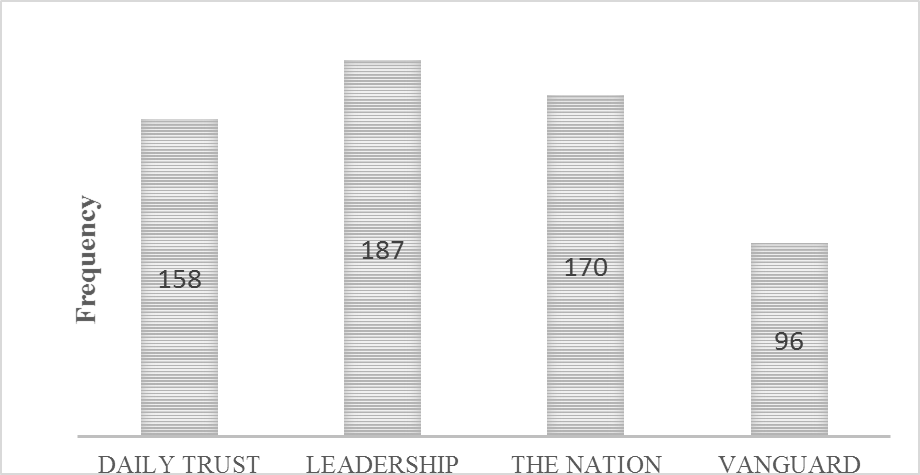 Frequency
158
187
170
96
DAILY TRUST
LEADERSHIP
THE NATION
VANGUARD